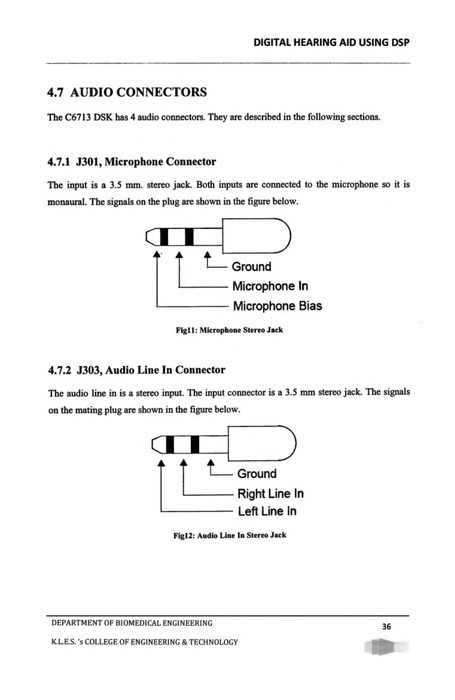 DIGITAL HEARING AID USING DSP
4.7 AUDIO CONNECTORS
The C6713 DSK has 4 audio connectors. They are described in the following sections.
4.7.1 J301, Microphone Connector
The input is a 3.5 mm. stereo jack. Both inputs are connected to the microphone so it is
monaural. The signals on the plug are shown in the figure below.
Ground
Microphone In
Microphone Bias
Fig11: Microphone Stereo Jack
4.7.2 J303, Audio Line In Connector
The audio line in is a stereo input. The input connector is a 3.5 mm stereo jack. The signals
on the mating plug are shown in the figure below.
Ground
Right Line In
Left Line In
Fig12: Audio Line In Stereo Jack
DEPARTMENT OF BIOMEDICAL ENGINEERING
36
K.L.E.S. 's COLLEGE OF ENGINEERING & TECHNOLOGY